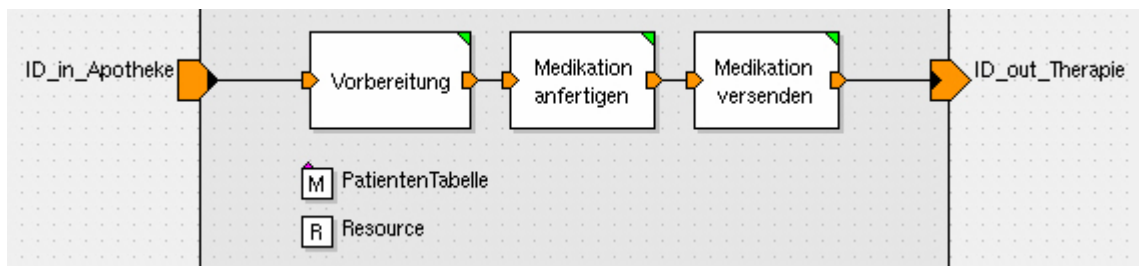 ID_in_Apotheke
Vorbereitung
Medikation
anfertigen
Medikation
versenden
ID_out_Therapie
M PatientenTabelle
R Resource